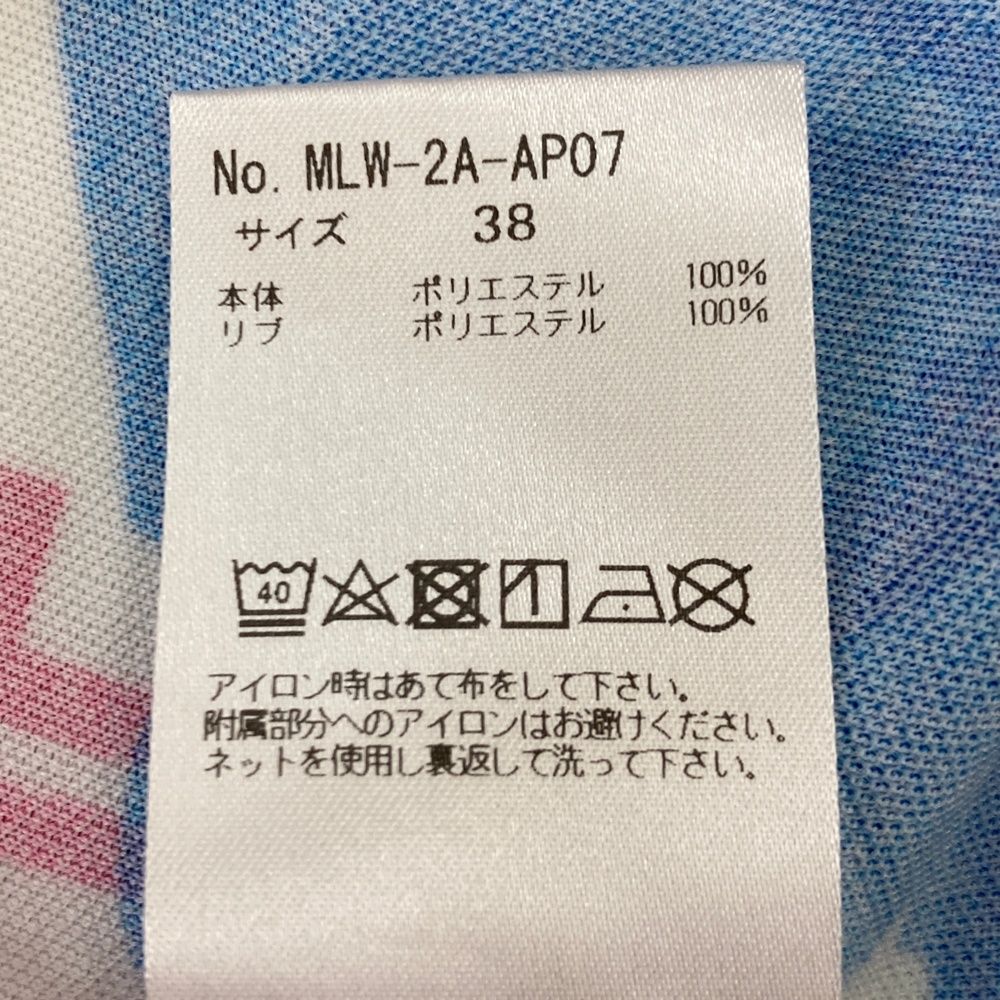 No. MLW-2A-AP07
サイズ 38
本体 ポリエステル 100%
リブ ポリエステル 100%
40
アイロン時はあて布をして下さい。
附属部分へのアイロンはお避けください。
ネットを使用し裏返して洗って下さい。